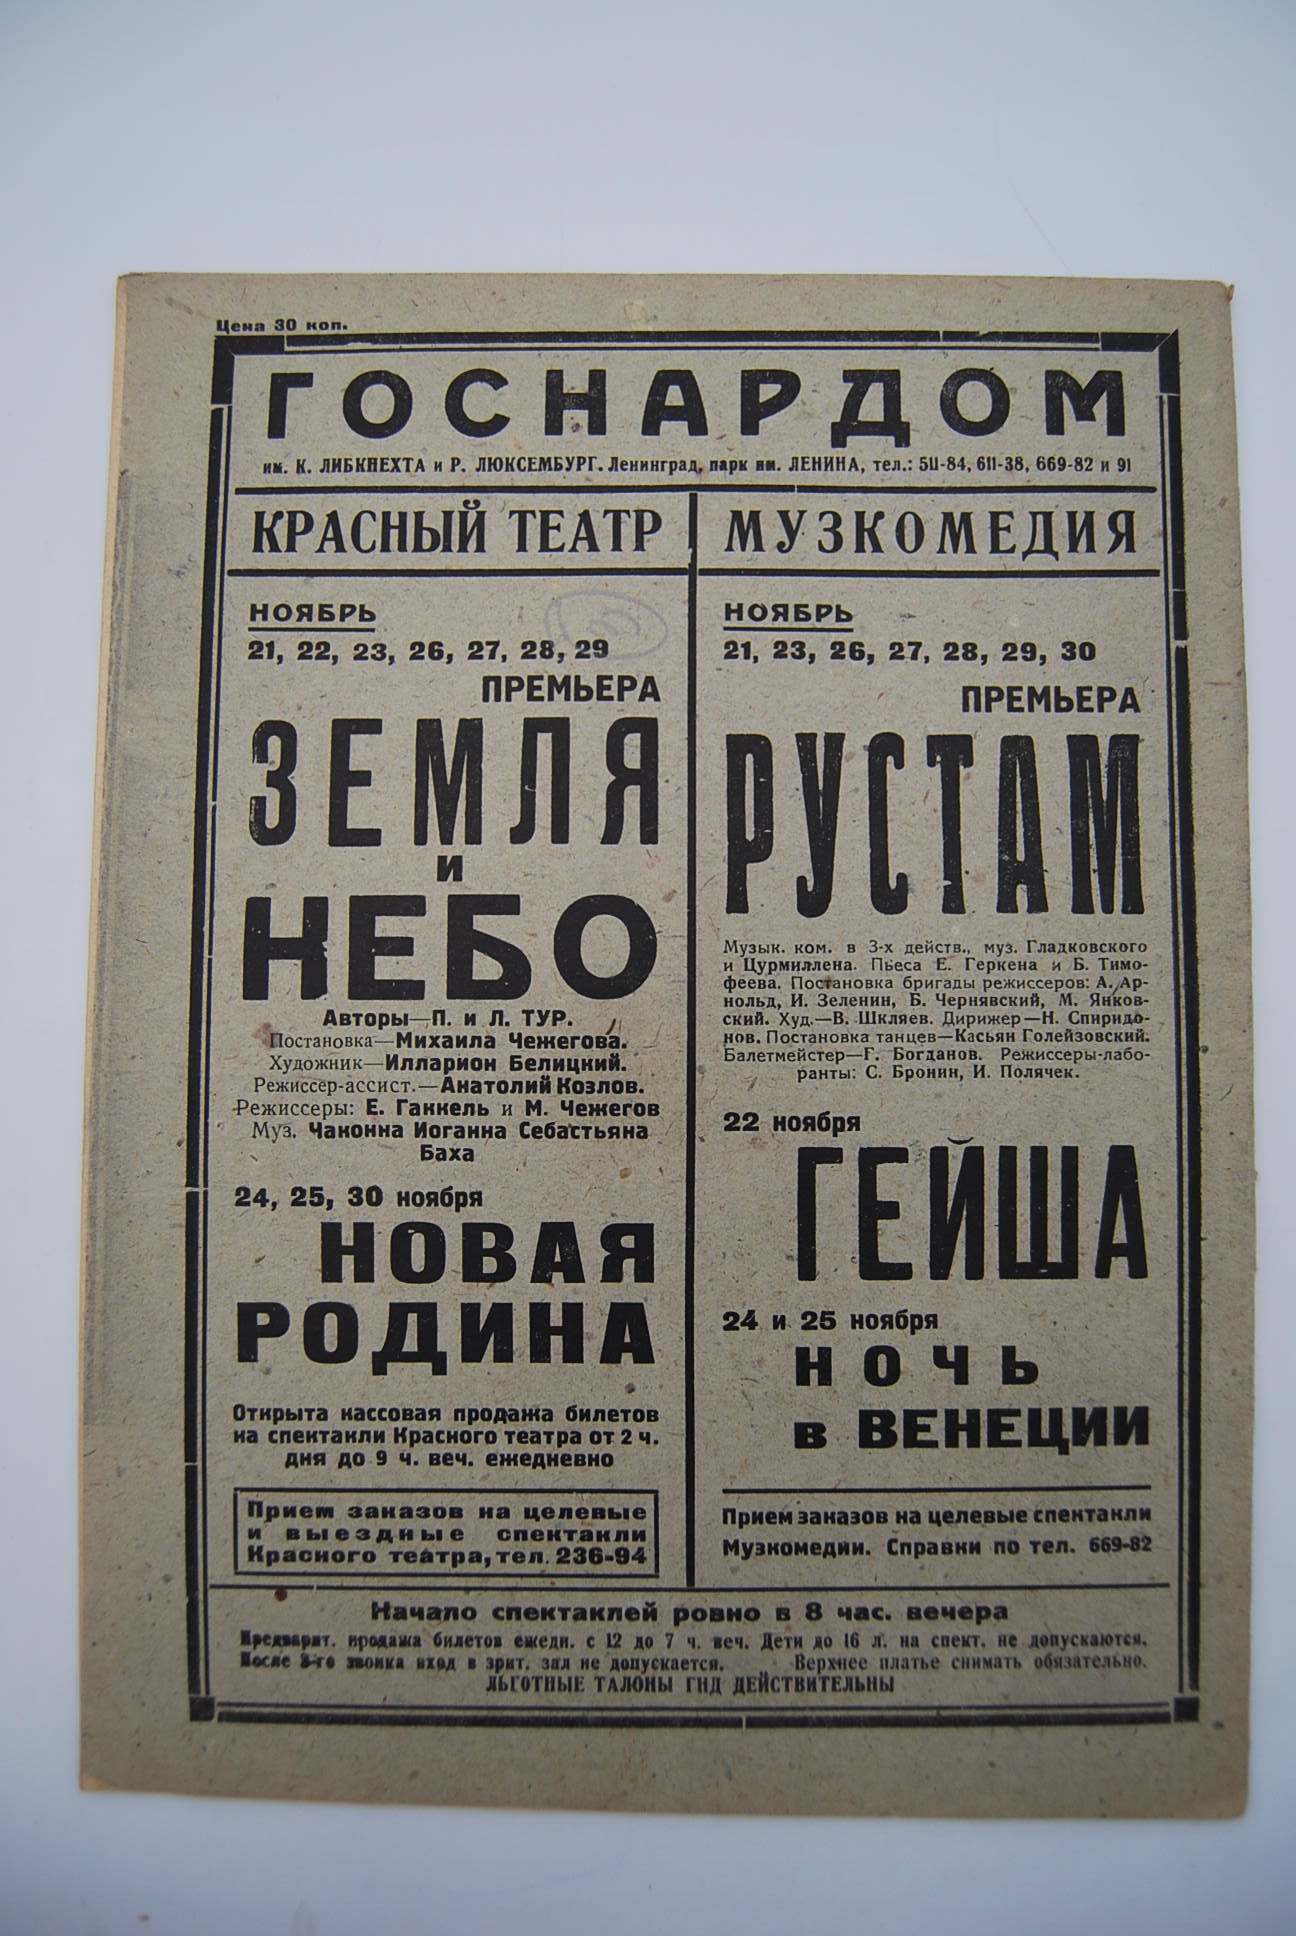 Цена 30 коп.
ГОСНАРДОМ
им. К. ЛИБКНЕХТА и Р. ЛЮКСЕМБУРГ. Ленинград, парк им. ЛЕНИНА, тел.: 511-84, 611-38, 669-82 и 91
КРАСНЫЙ ТЕАТР
НОЯБРЬ
21, 22, 23, 26, 27, 28, 29
ПРЕМЬЕРА
ЗЕМЛЯ
и
НЕБО
Авторы—П. и Л. ТУР.
Постановка—Михаила Чежегова.
Художник—Илларион Белицкий.
Режиссер-ассист.—Анатолий Козлов.
Режиссеры: Е. Гаккель и М. Чежегов
Муз. Чаконна Иоганна Себастьяна
Баха
24, 25, 30 ноября
НОВАЯ
РОДИНА
Открыта кассовая продажа билетов
на спектакли Красного театра от 2 ч.
дня до 9 ч. веч. ежедневно
Прием заказов на целевые
и выездные спектакли
Красного театра, тел. 236-94
МУЗКОМЕДИЯ
НОЯБРЬ
21, 23, 26, 27, 28, 29, 30
ПРЕМЬЕРА
РУСТАМ
Музык. ком. в 3-х действ., муз. Гладковского
и Цурмиллена. Пьеса Е. Геркена и Б. Тимо-
феева. Постановка бригады режиссеров: А. Ар-
нольд, И. Зеленин, Б. Чернявский, М. Янков-
ский. Худ.—В. Шкляев. Дирижер—Н. Спиридо-
нов. Постановка танцев—Касьян Голейзовский.
Балетмейстер—Г. Богданов. Режиссеры-лабо-
ранты: С. Бронин, И. Полячек.
22 ноября
ГЕЙША
24 и 25 ноября
НОЧЬ
в ВЕНЕЦИИ
Прием заказов на целевые спектакли
Музкомедии. Справки по тел. 669-82
Начало спектаклей ровно в 8 час. вечера
Предварит. продажа билетов ежедн. с 12 до 7 ч. веч. Дети до 16 л. на спект. не допускаются.
После 3-го звонка вход в зрит. зал не допускается. Верхнее платье снимать обязательно.
ЛЬГОТНЫЕ ТАЛОНЫ ГНД ДЕЙСТВИТЕЛЬНЫ